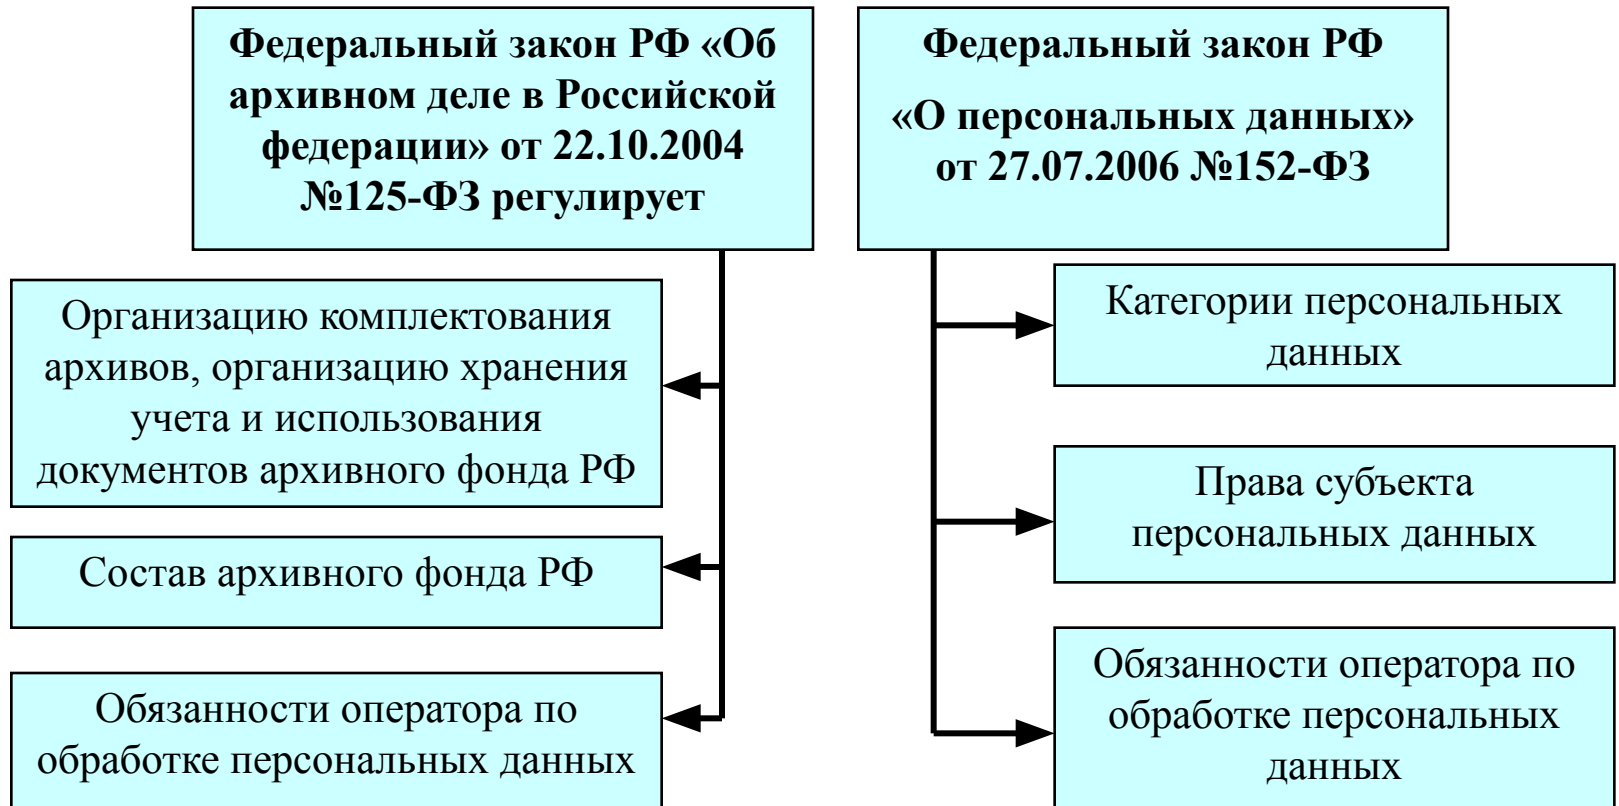 Федеральный закон РФ «Об
архивном деле в Российской
федерации» от 22.10.2004
№125-ФЗ регулирует
Организацию комплектования
архивов, организацию хранения
учета и использования
документов архивного фонда РФ
Состав архивного фонда РФ
Обязанности оператора по
обработке персональных данных
Федеральный закон РФ
«О персональных данных»
от 27.07.2006 №152-ФЗ
Категории персональных
данных
Права субъекта
персональных данных
Обязанности оператора по
обработке персональных
данных